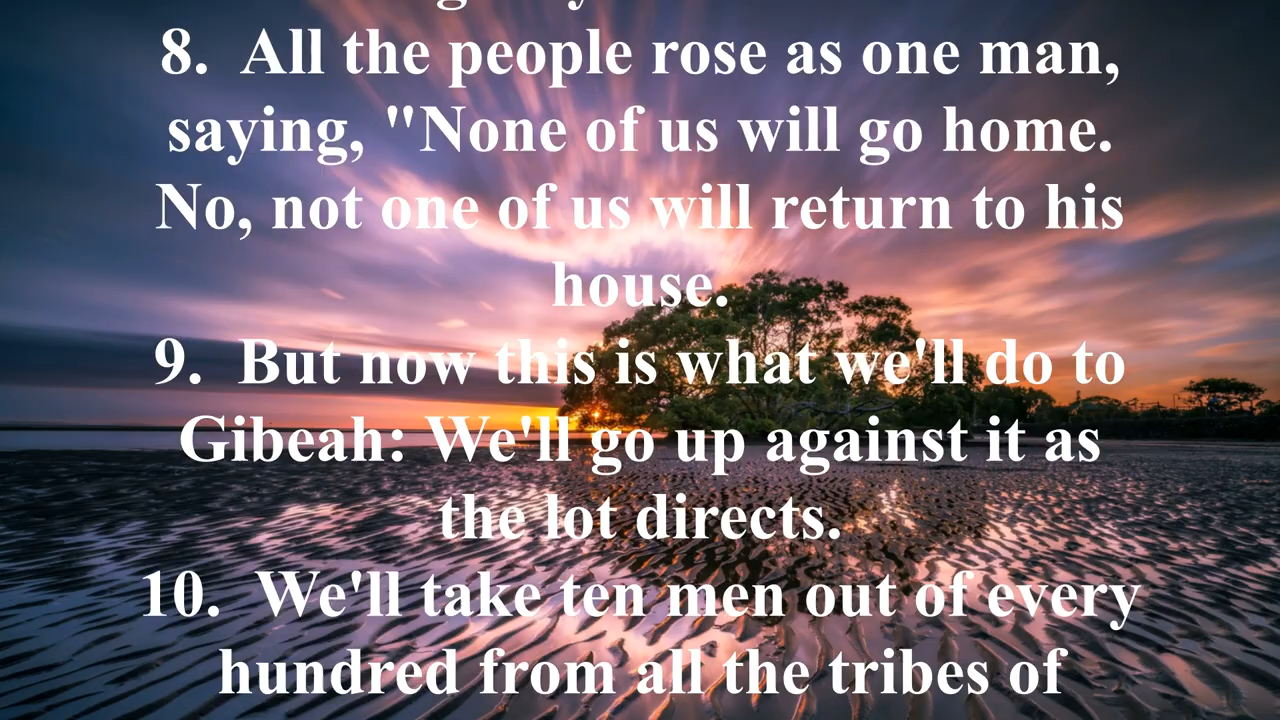 8.  All the people rose as one man,
saying, "None of us will go home.
No, not one of us will return to his
house.
9.  But now this is what we'll do to
Gibeah: We'll go up against it as
the lot directs.
10.  We'll take ten men out of every
hundred from all the tribes of